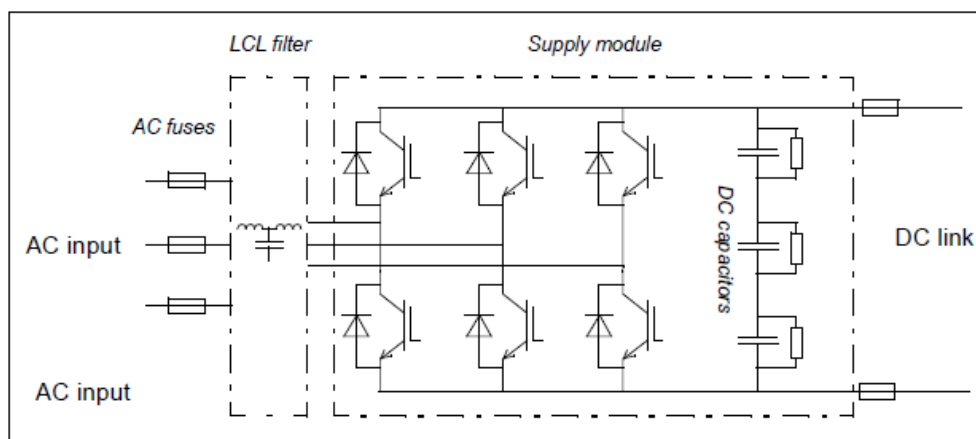 LCL filter
Supply module
AC fuses
AC input
DC capacitors
DC link
AC input